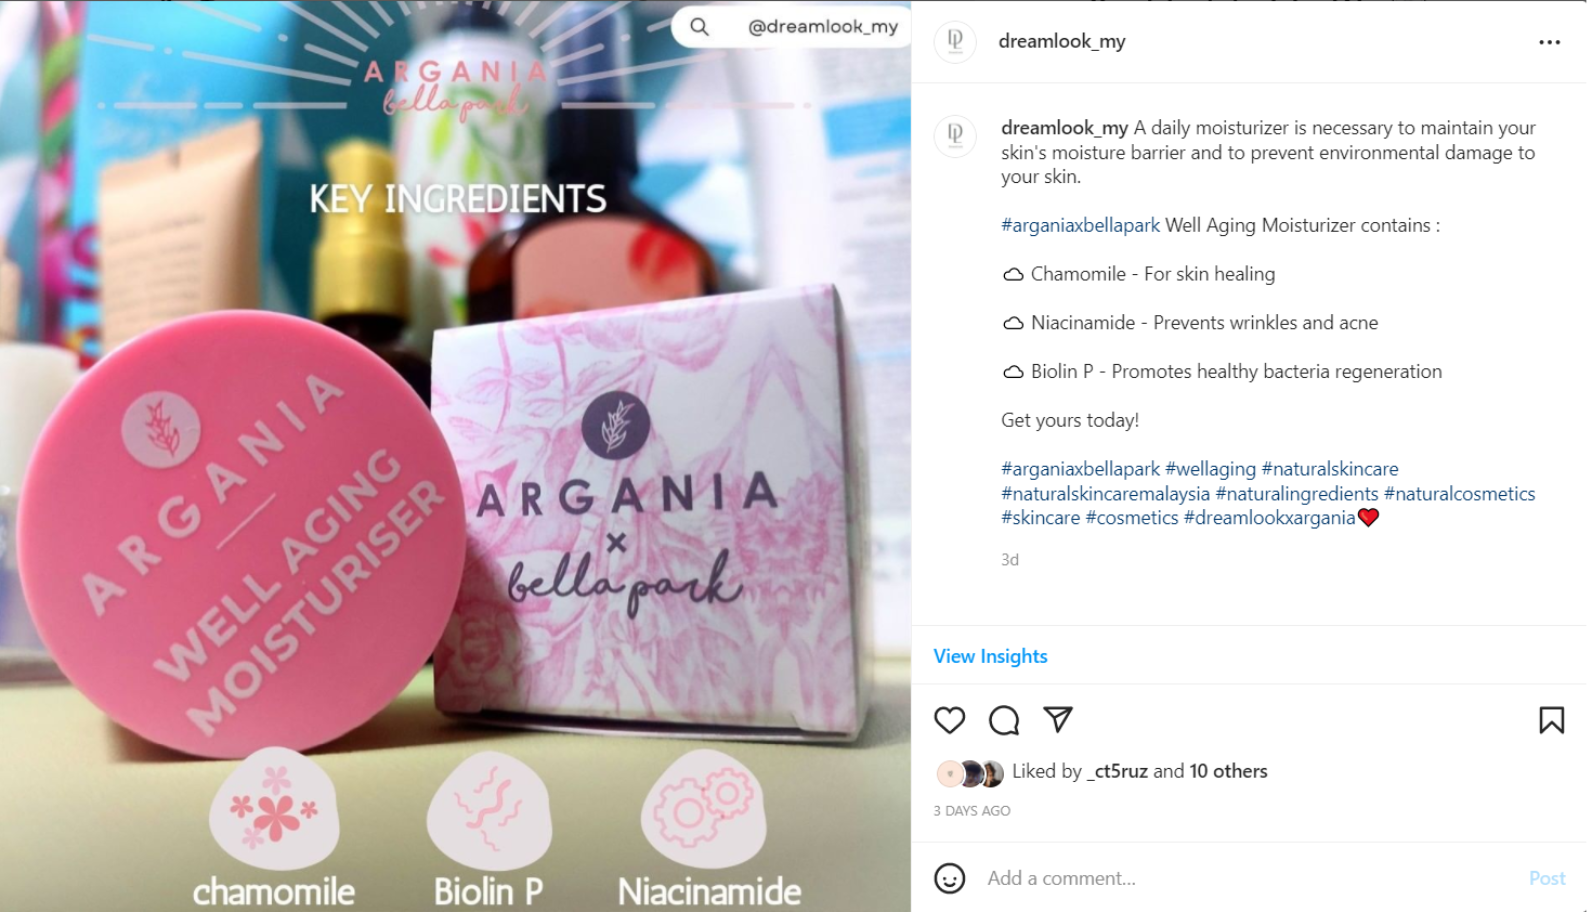 @dreamlook_my
ARGANIA
bella park
KEY INGREDIENTS
ARGANIA
WELL AGING
MOISTURISER
ARGANIA
×
bella park
chamomile
Biolin P
Niacinamide
dreamlook_my
dreamlook_my A daily moisturizer is necessary to maintain your
skin's moisture barrier and to prevent environmental damage to
your skin.
#arganiaxbellapark Well Aging Moisturizer contains :
Chamomile - For skin healing
Niacinamide - Prevents wrinkles and acne
Biolin P - Promotes healthy bacteria regeneration
Get yours today!
#arganiaxbellapark #wellaging #naturalskincare
#naturalskincaremalaysia #naturalingredients #naturalcosmetics
#skincare #cosmetics #dreamlookxargania❤️
3d
View Insights
Liked by _ct5ruz and 10 others
3 DAYS AGO
Add a comment...
Post